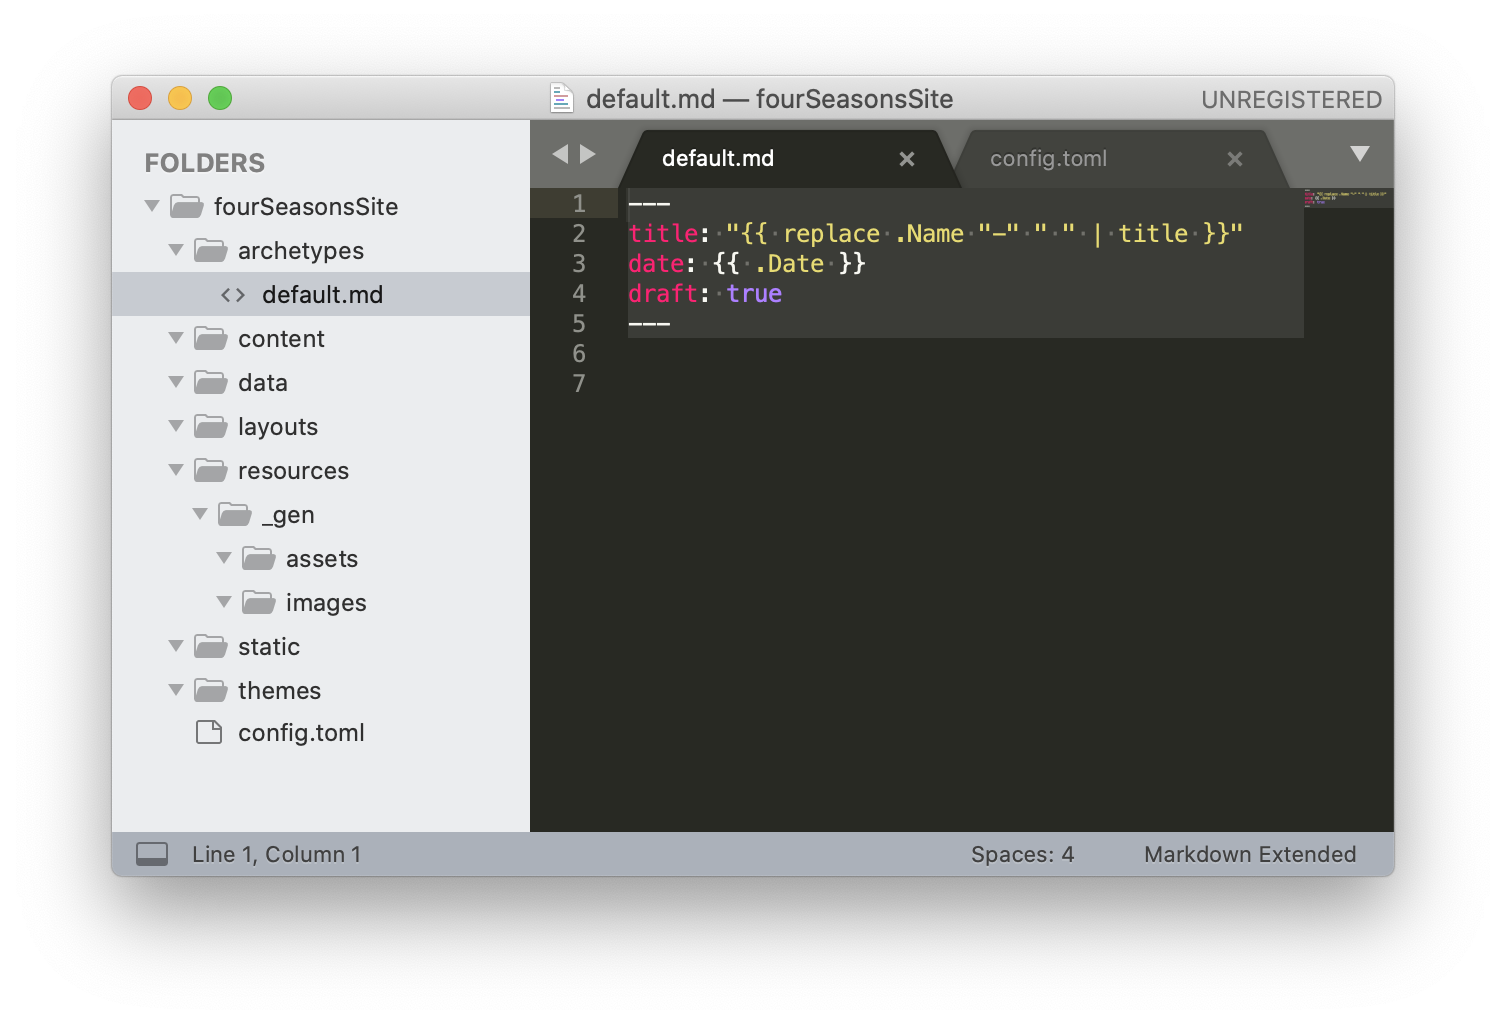 default.md — fourSeasonsSite
UNREGISTERED
FOLDERS
fourSeasonsSite
archetypes
<> default.md
content
data
layouts
resources
_gen
assets
images
static
themes
config.toml
default.md ×
config.toml ×
1 ---
2 title: "{{ replace .Name "-" " " | title }}"
3 date: {{ .Date }}
4 draft: true
5 ---
6
7
Line 1, Column 1
Spaces: 4
Markdown Extended